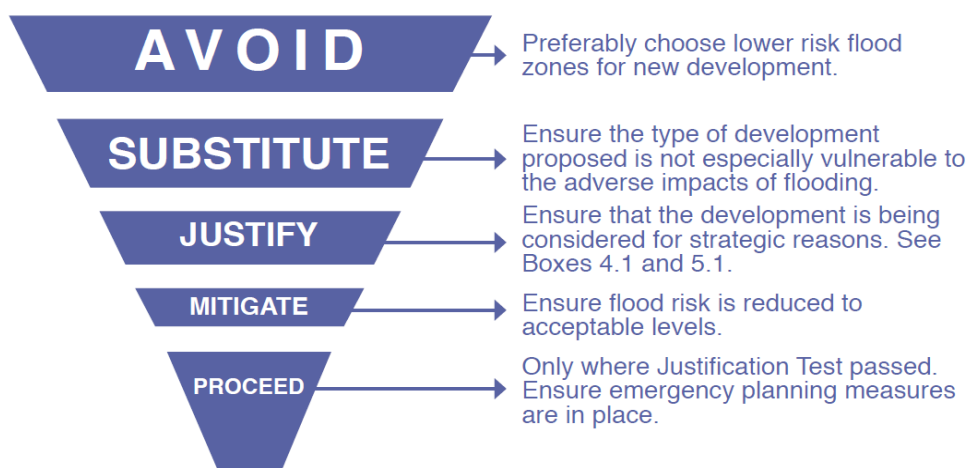 AVOID
Preferably choose lower risk flood
zones for new development.
SUBSTITUTE
Ensure the type of development
proposed is not especially vulnerable to
the adverse impacts of flooding.
JUSTIFY
Ensure that the development is being
considered for strategic reasons. See
Boxes 4.1 and 5.1.
MITIGATE
Ensure flood risk is reduced to
acceptable levels.
PROCEED
Only where Justification Test passed.
Ensure emergency planning measures
are in place.